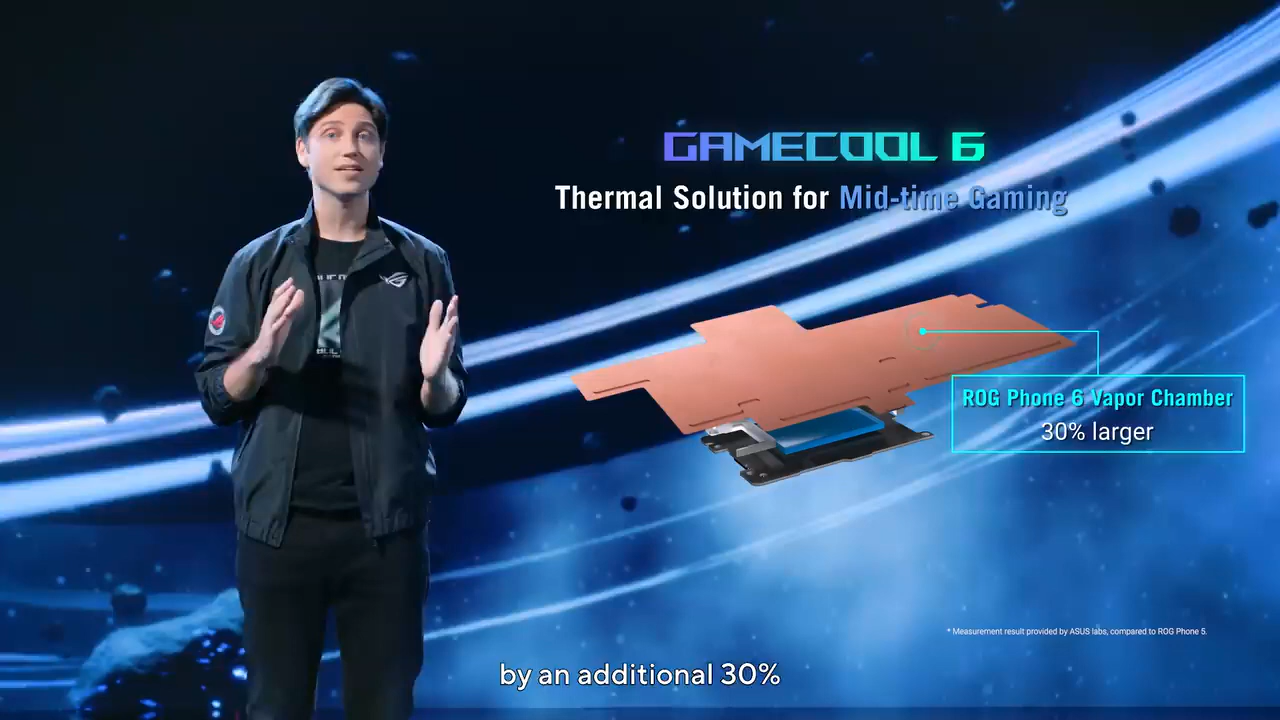 GAMECOOL 6
Thermal Solution for Mid-time Gaming
ROG Phone 6 Vapor Chamber
30% larger
* Measurement result provided by ASUS labs, compared to ROG Phone 5.
by an additional 30%